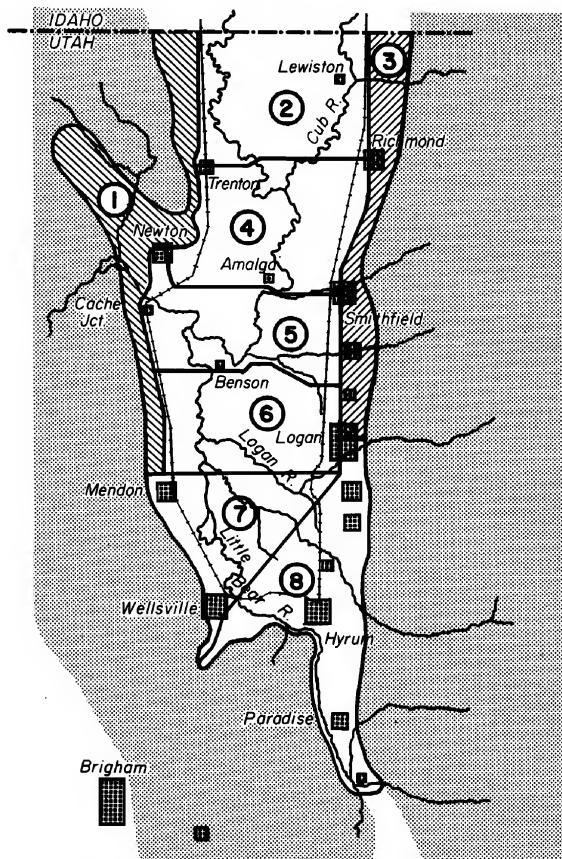 IDAHO
UTAH
3
Lewiston
2
Cub R.
Richmond
Trenton
1
4
Newton
Amalga
Cache
Jct.
Smithfield
5
Benson
6
Logan R.
Logan
Mendon
7
Little Bear R.
8
Wellsville
Hyrum
Paradise
Brigham